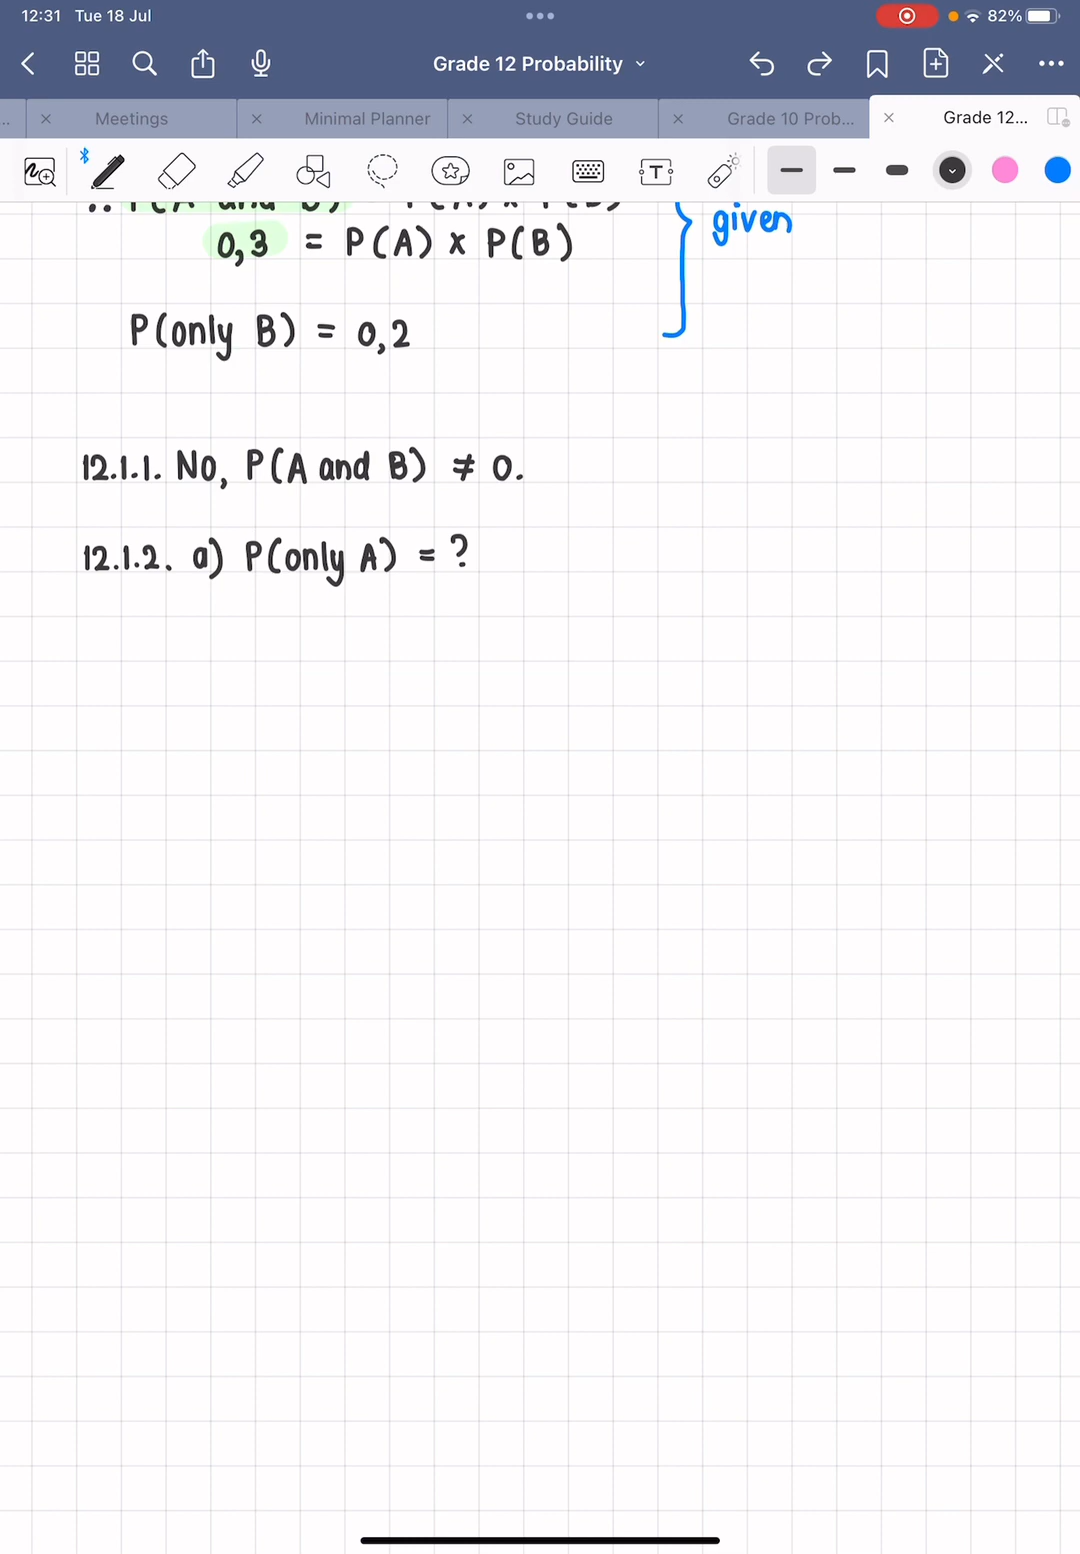 12:31 Tue 18 Jul
82%
Grade 12 Probability
Meetings
Minimal Planner
Study Guide
Grade 10 Prob...
Grade 12...
T
∴ P(A and B) = P(A) x P(B)
given
0,3 = P(A) x P(B)
P(only B) = 0,2
12.1.1. No, P(A and B) ≠ 0.
12.1.2. a) P(only A) = ?